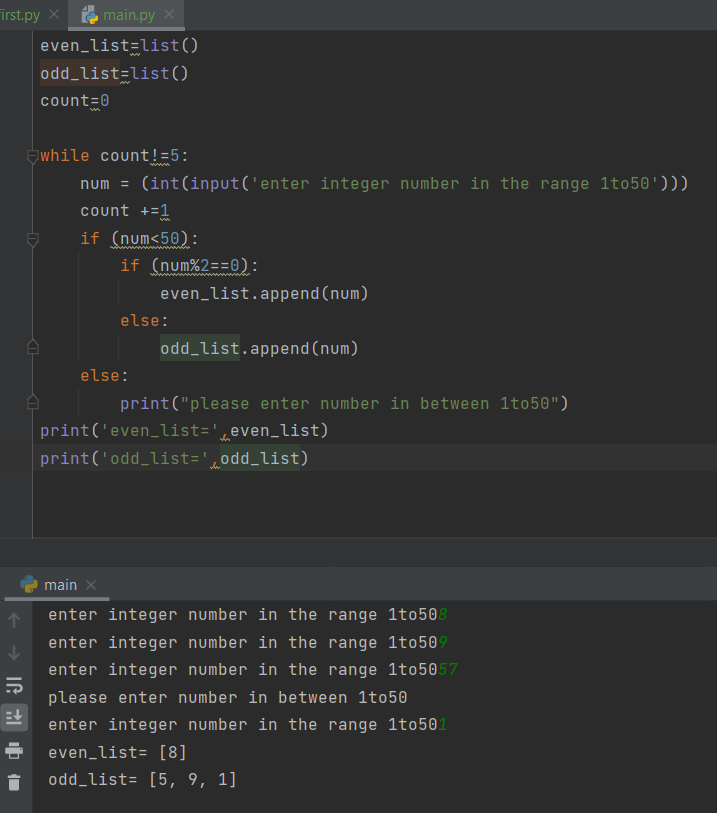 first.py main.py
even_list=list()
odd_list=list()
count=0
while count!=5:
    num = (int(input('enter integer number in the range 1to50')))
    count +=1
    if (num<50):
        if (num%2==0):
            even_list.append(num)
        else:
            odd_list.append(num)
    else:
        print("please enter number in between 1to50")
print('even_list=',even_list)
print('odd_list=',odd_list)
main
enter integer number in the range 1to508
enter integer number in the range 1to509
enter integer number in the range 1to5057
please enter number in between 1to50
enter integer number in the range 1to501
even_list= [8]
odd_list= [5, 9, 1]